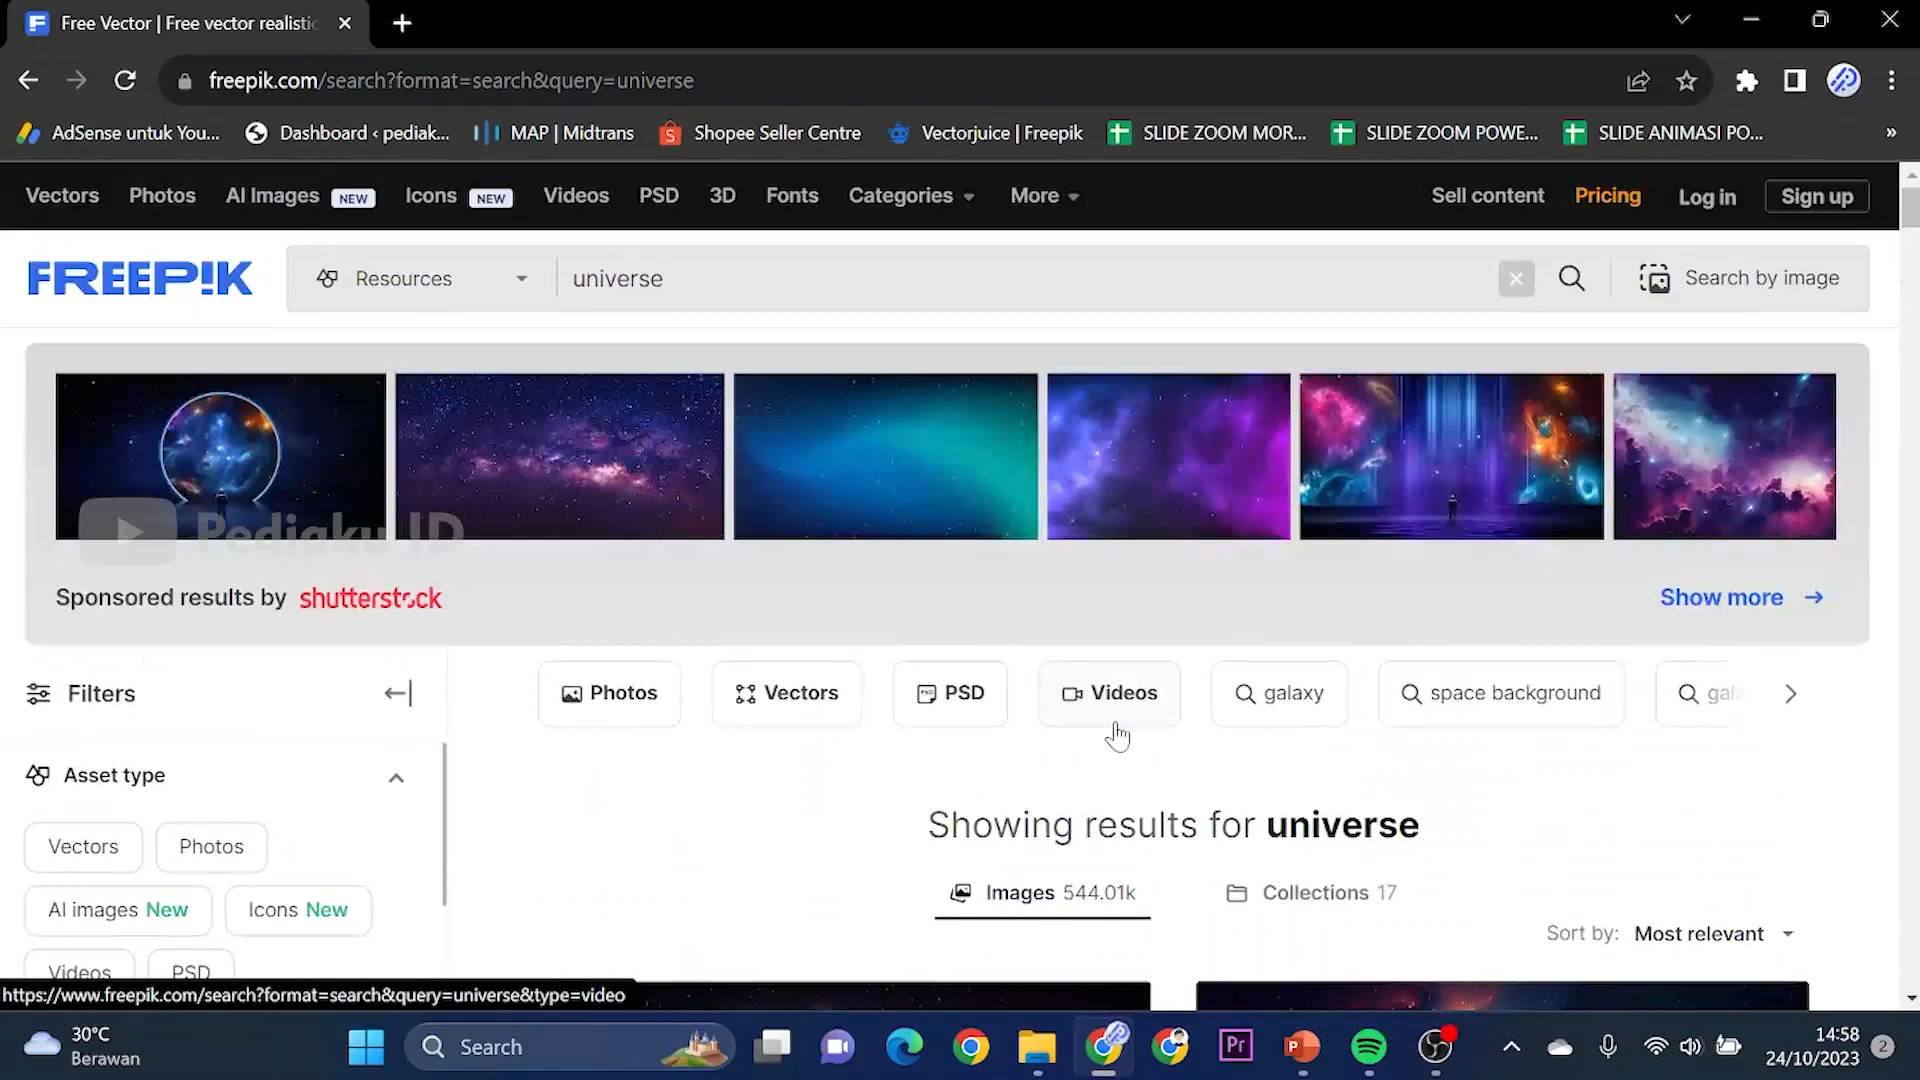 Free Vector | Free vector realistic
freepik.com/search?format=search&query=universe
AdSense untuk You... Dashboard ‹ pediak... MAP | Midtrans Shopee Seller Centre Vectorjuice | Freepik SLIDE ZOOM MOR... SLIDE ZOOM POWE... SLIDE ANIMASI PO... »
Vectors Photos AI Images NEW Icons NEW Videos PSD 3D Fonts Categories More Sell content Pricing Log in Sign up
FREEPIK Resources universe Search by image
Pediaku ID
Sponsored results by shutterstock Show more →
Filters Photos Vectors PSD Videos galaxy space background
Asset type
Showing results for universe
Vectors Photos
Images 544.01k Collections 17
AI images New Icons New
Sort by: Most relevant
Videos PSD
https://www.freepik.com/search?format=search&query=universe&type=video
30°C
Berawan
Search
Pr
14:58
24/10/2023
2